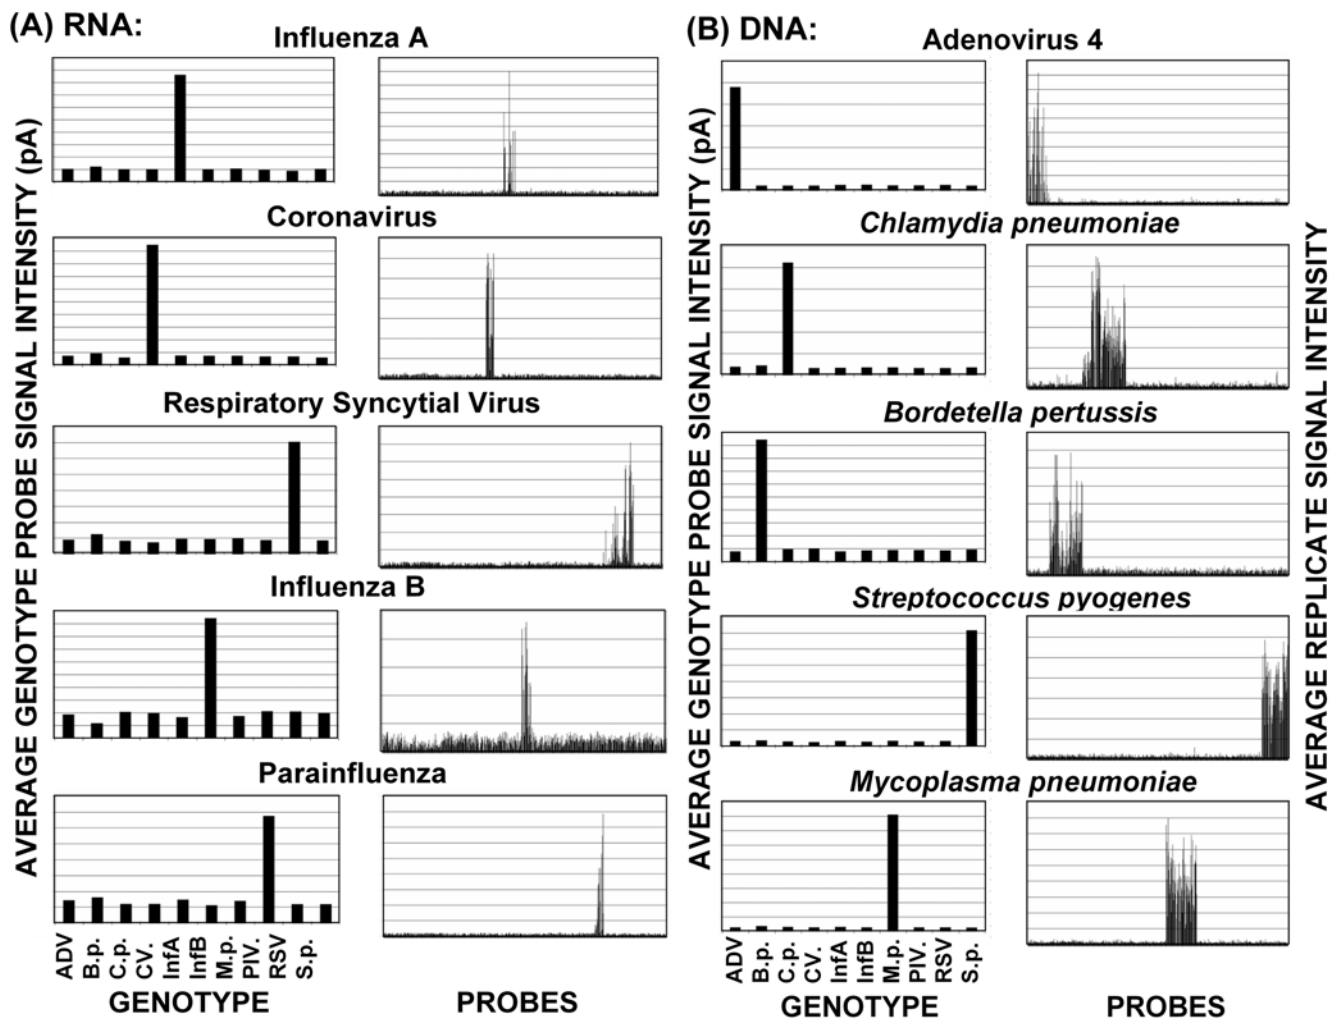 (A) RNA:
Influenza A
Coronavirus
Respiratory Syncytial Virus
Influenza B
Parainfluenza
AVERAGE GENOTYPE PROBE SIGNAL INTENSITY (pA)
ADV
B.p.
C.p.
CV.
InfA
InfB
M.p.
PIV.
RSV
S.p.
GENOTYPE
PROBES
(B) DNA:
Adenovirus 4
Chlamydia pneumoniae
Bordetella pertussis
Streptococcus pyogenes
Mycoplasma pneumoniae
AVERAGE GENOTYPE PROBE SIGNAL INTENSITY (pA)
AVERAGE REPLICATE SIGNAL INTENSITY
ADV
B.p.
C.p.
CV.
InfA
InfB
M.p.
PIV.
RSV
S.p.
GENOTYPE
PROBES